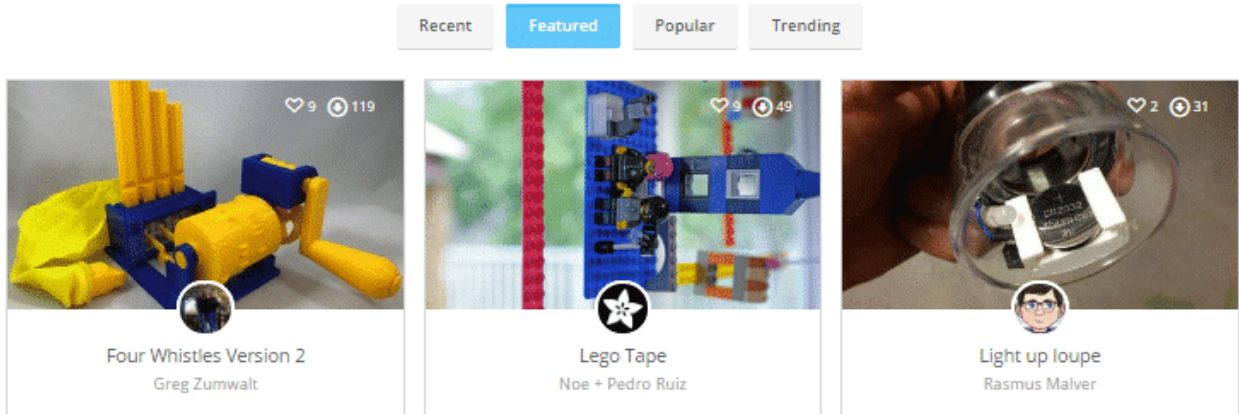 Recent
Featured
Popular
Trending
9 119
9 49
2 31
CR2032
Four Whistles Version 2
Greg Zumwalt
Lego Tape
Noe + Pedro Ruiz
Light up loupe
Rasmus Malver